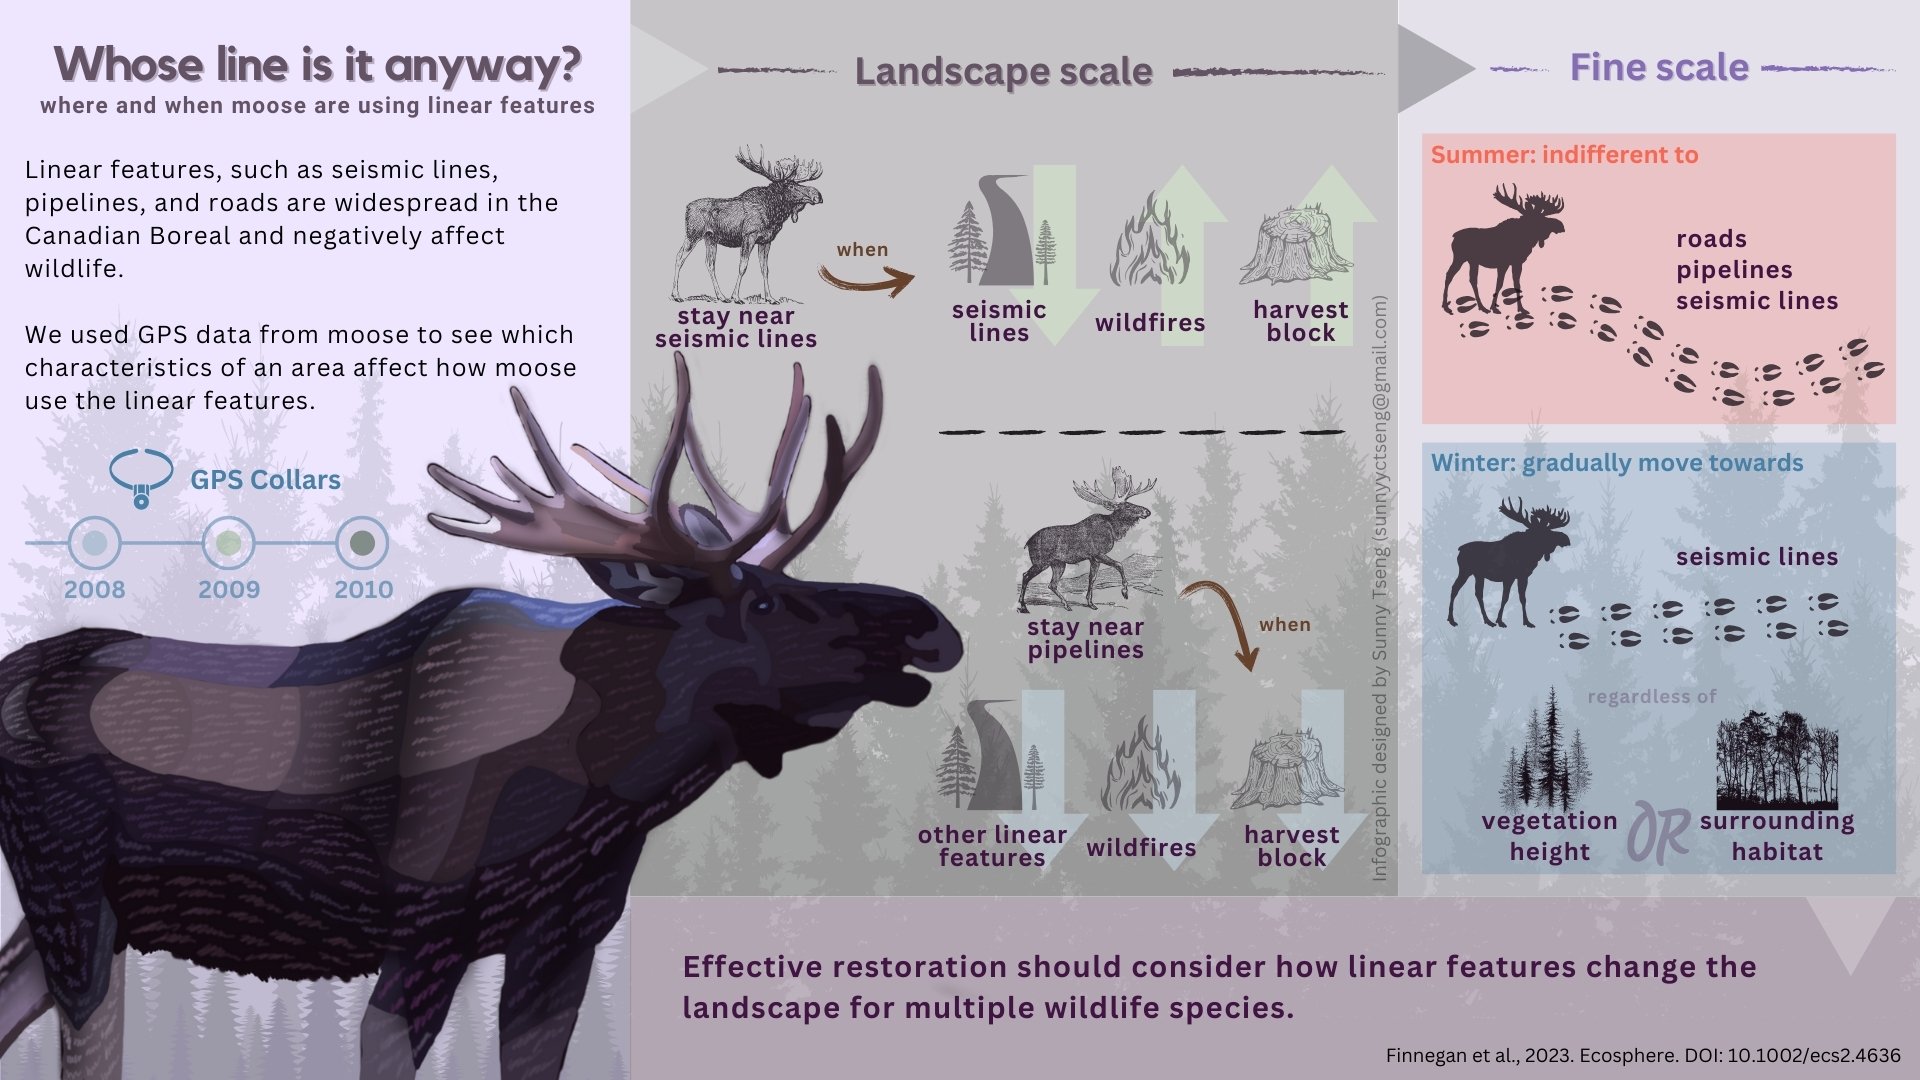 Whose line is it anyway?
where and when moose are using linear features
Linear features, such as seismic lines,
pipelines, and roads are widespread in the
Canadian Boreal and negatively affect
wildlife.
We used GPS data from moose to see which
characteristics of an area affect how moose
use the linear features.
GPS Collars
2008
2009
2010
Landscape scale
stay near
seismic lines
when
seismic
lines
wildfires
harvest
block
stay near
pipelines
when
other linear
features
wildfires
harvest
block
Infographic designed by Sunny Tseng (sunnyyctseng@gmail.com)
Fine scale
Summer: indifferent to
roads
pipelines
seismic lines
Winter: gradually move towards
seismic lines
regardless of
vegetation
height
OR
surrounding
habitat
Effective restoration should consider how linear features change the
landscape for multiple wildlife species.
Finnegan et al., 2023. Ecosphere. DOI: 10.1002/ecs2.4636